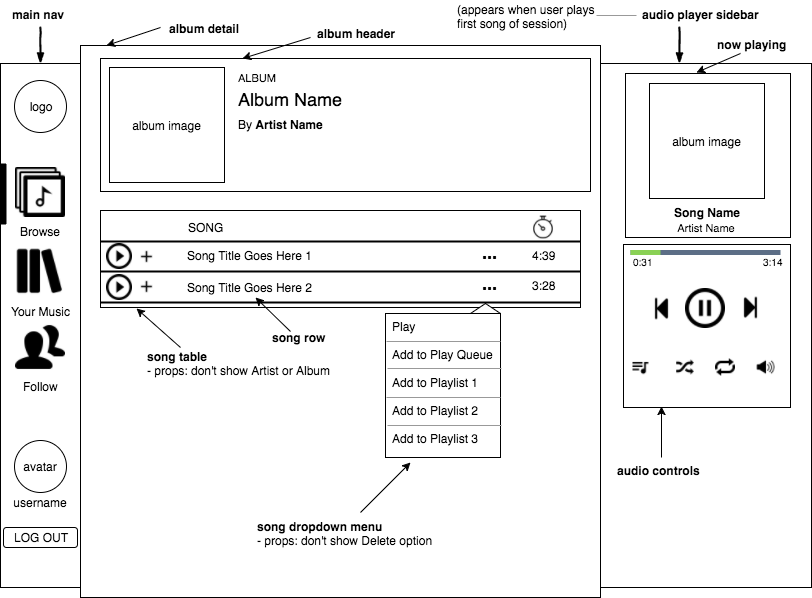 main nav
album detail
album header
(appears when user plays
first song of session)
audio player sidebar
now playing
logo
Browse
Your Music
Follow
avatar
username
LOG OUT
album image
ALBUM
Album Name
By Artist Name
SONG
Song Title Goes Here 1
4:39
Song Title Goes Here 2
3:28
song table
- props: don't show Artist or Album
song row
Play
Add to Play Queue
Add to Playlist 1
Add to Playlist 2
Add to Playlist 3
song dropdown menu
- props: don't show Delete option
album image
Song Name
Artist Name
0:31
3:14
audio controls